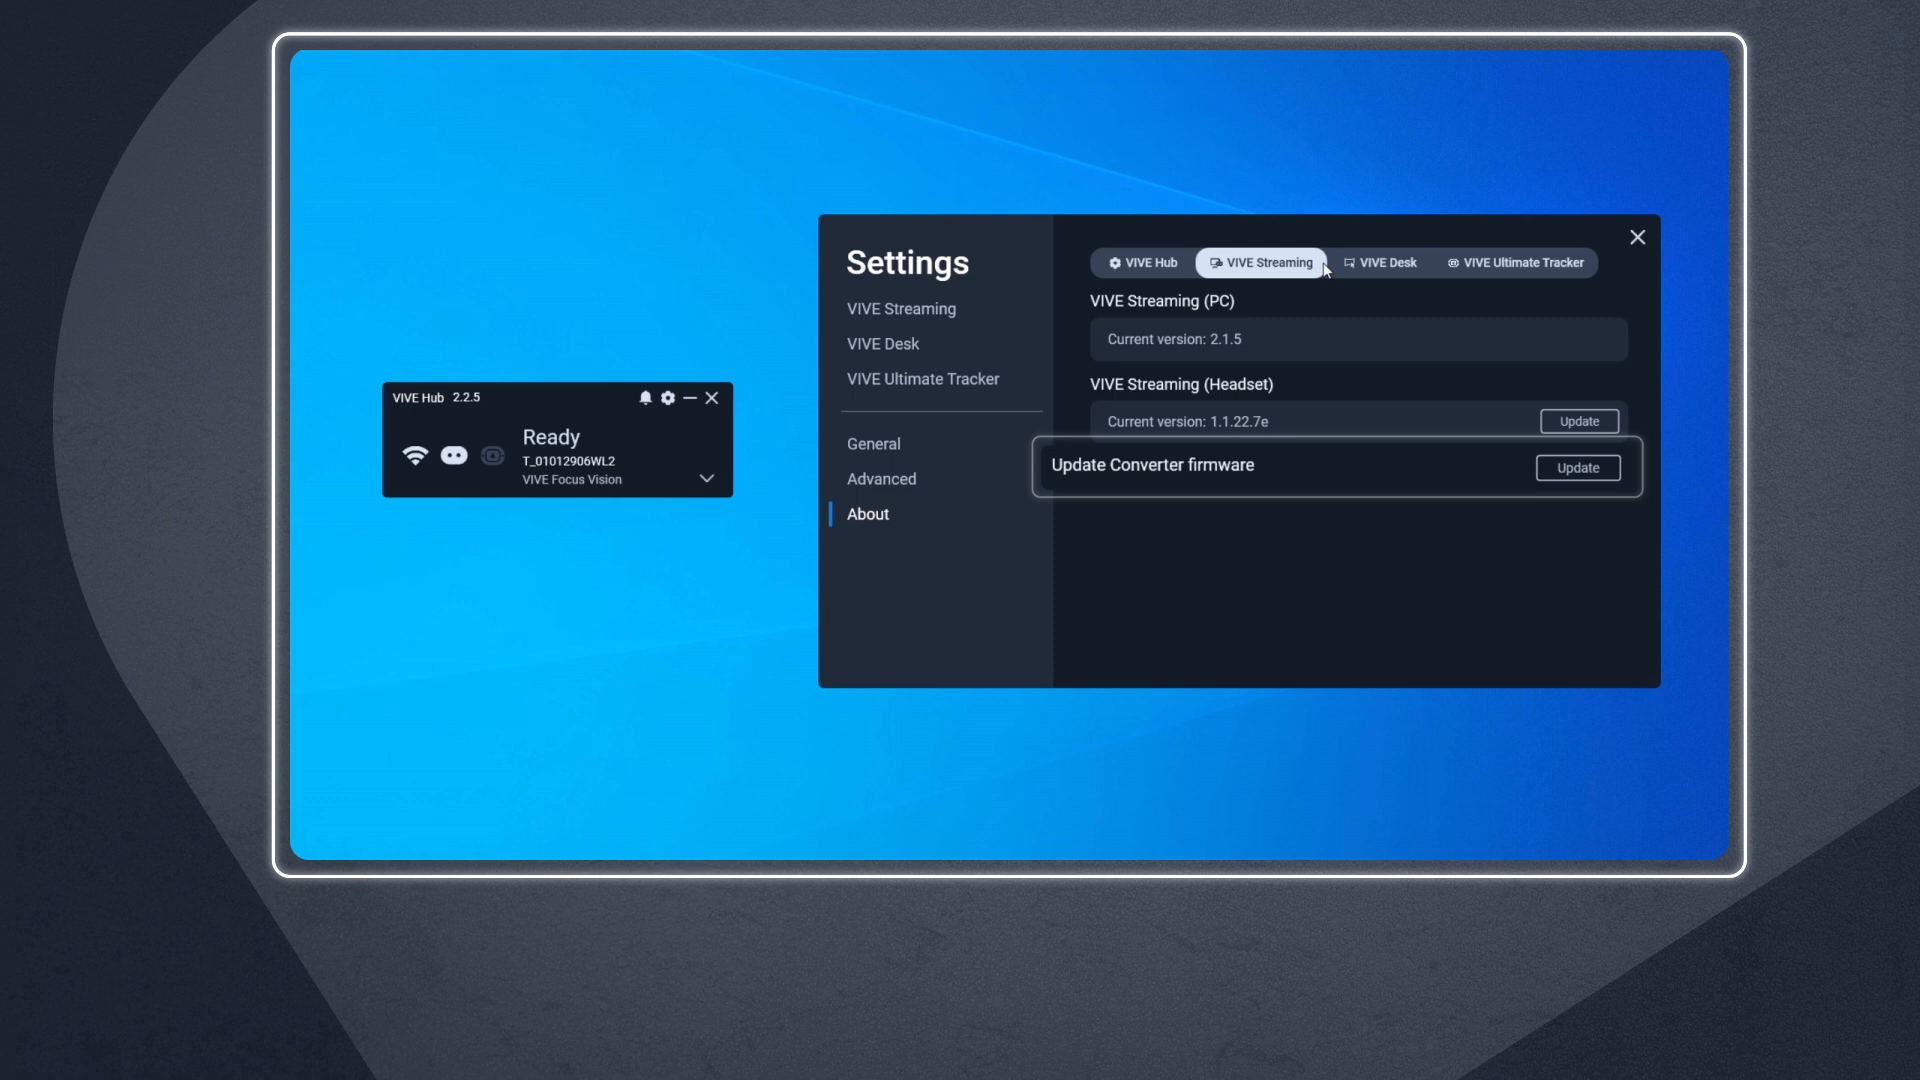 VIVE Hub 2.2.5
Ready
T_01012906WL2
VIVE Focus Vision
Settings
VIVE Streaming
VIVE Desk
VIVE Ultimate Tracker
General
Advanced
About
VIVE Hub VIVE Streaming VIVE Desk VIVE Ultimate Tracker
VIVE Streaming (PC)
Current version: 2.1.5
VIVE Streaming (Headset)
Current version: 1.1.22.7e Update
Update Converter firmware Update